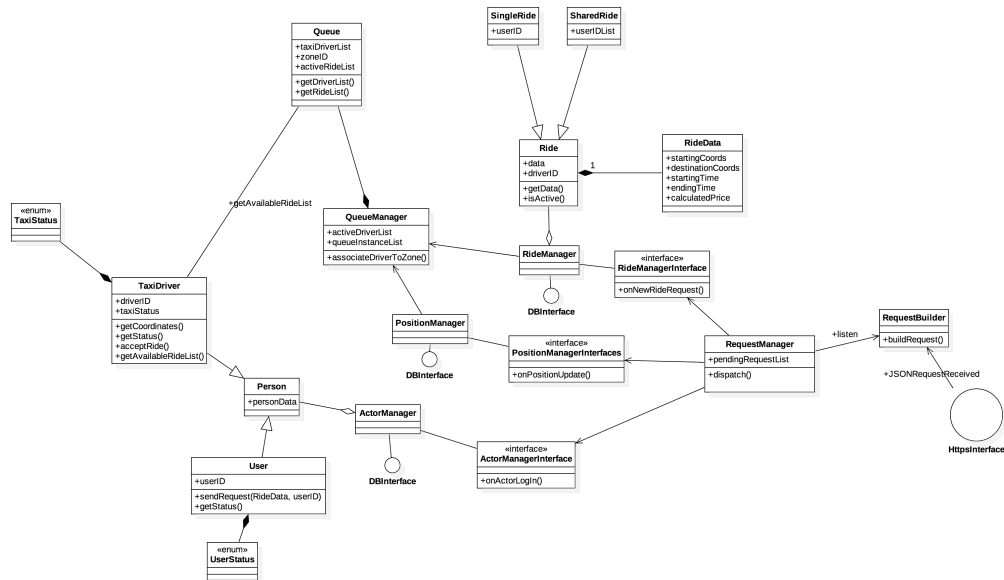 SingleRide
+userID
SharedRide
+userIDList
Queue
+taxiDriverList
+zoneID
+activeRideList
+getDriverList()
+getRideList()
Ride
+data
+driverID
+getData()
+isActive()
1
RideData
+startingCoords
+destinationCoords
+startingTime
+endingTime
+calculatedPrice
+getAvailableRideList
«enum»
TaxiStatus
QueueManager
+activeDriverList
+queueInstanceList
+associateDriverToZone()
RideManager
DBInterface
«interface»
RideManagerInterface
+onNewRideRequest()
TaxiDriver
+driverID
+taxiStatus
+getCoordinates()
+getStatus()
+acceptRide()
+getAvailableRideList()
PositionManager
DBInterface
«interface»
PositionManagerInterfaces
+onPositionUpdate()
RequestManager
+pendingRequestList
+dispatch()
+listen
RequestBuilder
+buildRequest()
+JSONRequestReceived
HttpsInterface
Person
+personData
ActorManager
DBInterface
«interface»
ActorManagerInterface
+onActorLogIn()
User
+userID
+sendRequest(RideData, userID)
+getStatus()
«enum»
UserStatus